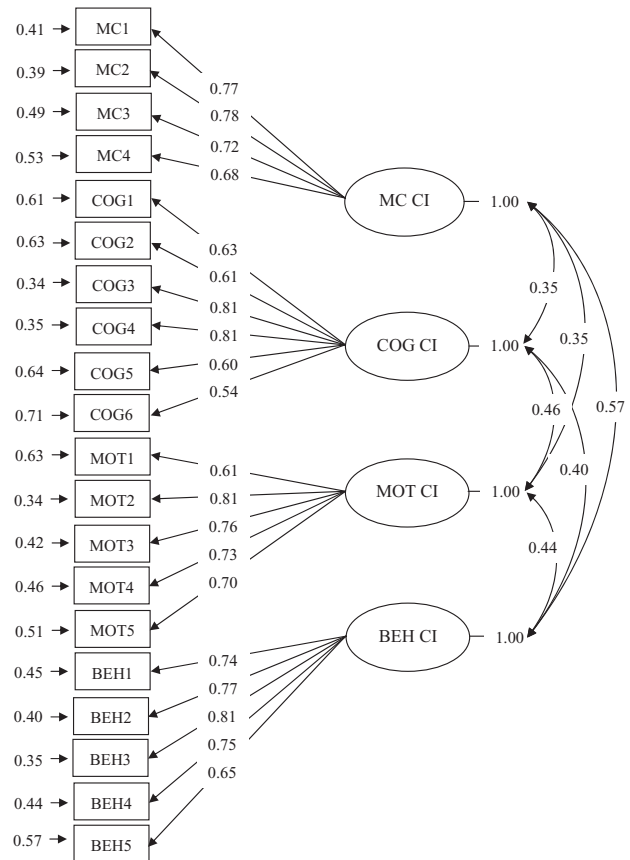 0.41 MC1
0.39 MC2
0.77
0.78
0.49 MC3
0.72
0.53 MC4
0.68
0.61 COG1
MC CI 1.00
0.63 COG2
0.63
0.61
0.34 COG3
0.81
0.35
0.35 COG4
0.81
0.35
COG CI 1.00
0.64 COG5
0.60
0.54
0.71 COG6
0.46
0.57
0.63 MOT1
0.61
0.40
0.34 MOT2
0.81
MOT CI 1.00
0.42 MOT3
0.76
0.73
0.44
0.46 MOT4
0.70
0.51 MOT5
BEH CI 1.00
0.45 BEH1
0.74
0.77
0.40 BEH2
0.81
0.35 BEH3
0.75
0.65
0.44 BEH4
0.57 BEH5